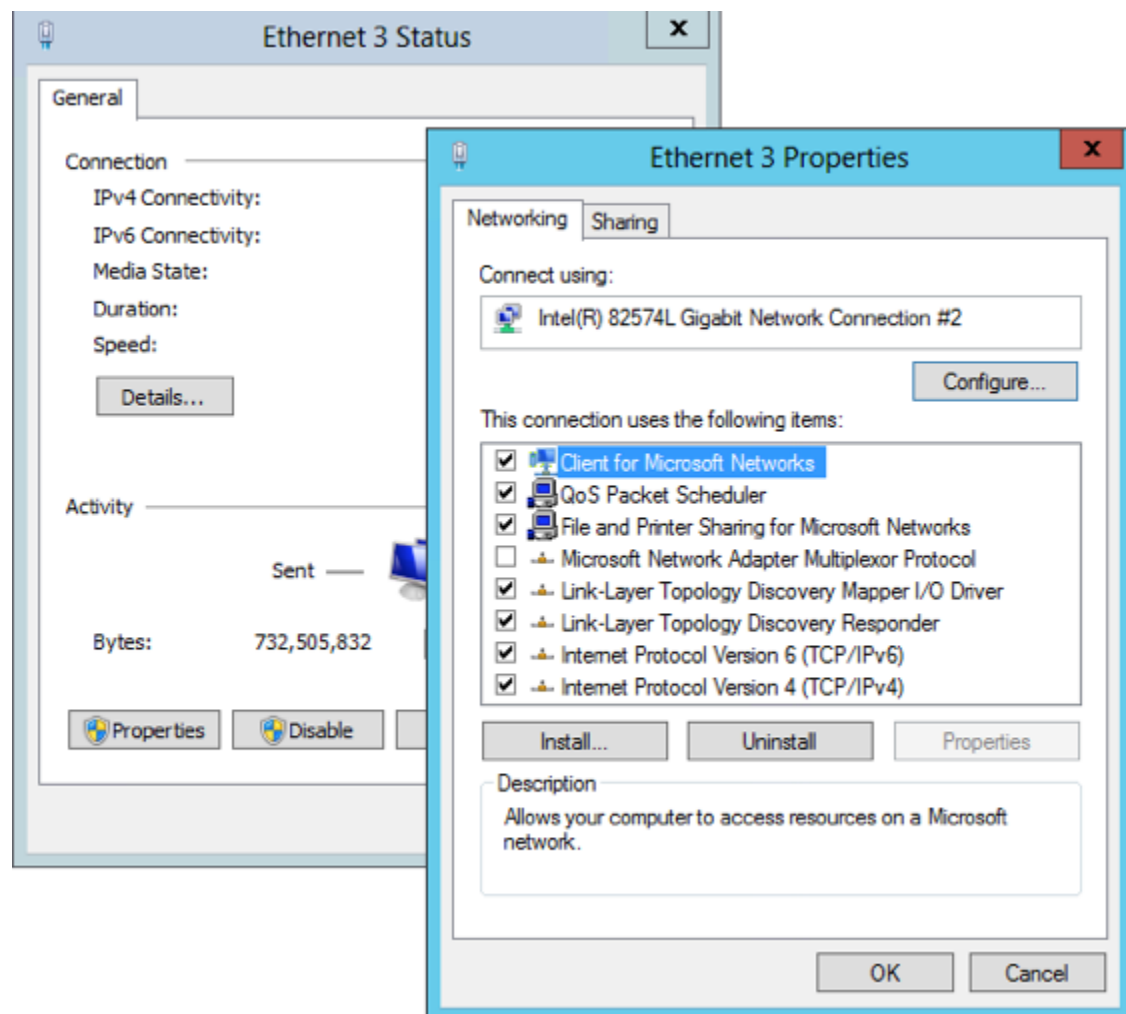 Ethernet 3 Status
x
General
Connection
IPv4 Connectivity:
IPv6 Connectivity:
Media State:
Duration:
Speed:
Details...
Activity
Sent
Bytes: 732,505,832
Properties
Disable
Ethernet 3 Properties
x
Networking
Sharing
Connect using:
Intel(R) 82574L Gigabit Network Connection #2
Configure...
This connection uses the following items:
Client for Microsoft Networks
QoS Packet Scheduler
File and Printer Sharing for Microsoft Networks
Microsoft Network Adapter Multiplexor Protocol
Link-Layer Topology Discovery Mapper I/O Driver
Link-Layer Topology Discovery Responder
Internet Protocol Version 6 (TCP/IPv6)
Internet Protocol Version 4 (TCP/IPv4)
Install...
Uninstall
Properties
Description
Allows your computer to access resources on a Microsoft
network.
OK
Cancel